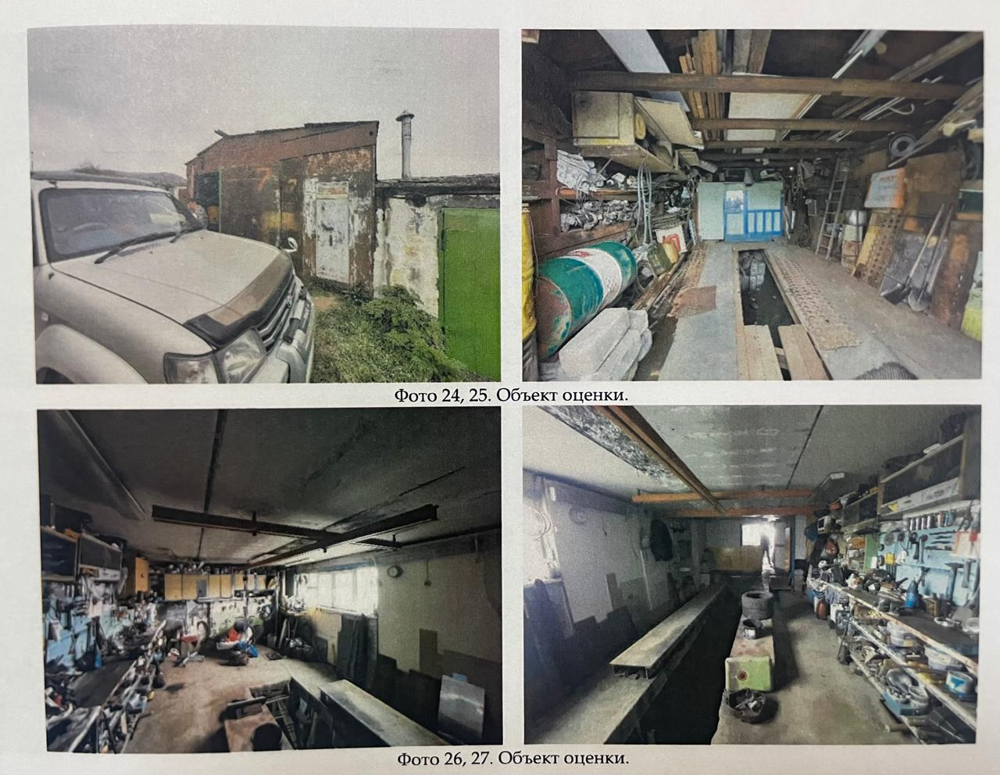 Фото 24, 25. Объект оценки.
Фото 26, 27. Объект оценки.